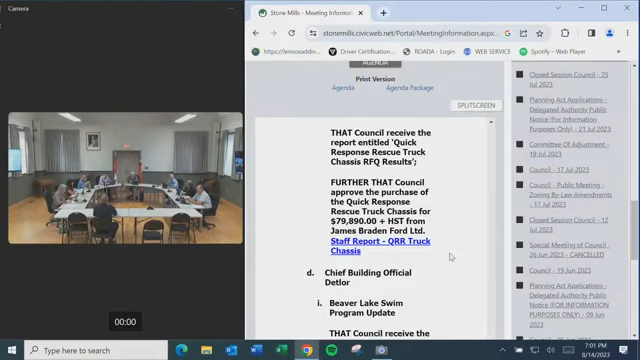 Camera
Stone Mills - Meeting Information
stonemills.civicweb.net/Portal/MeetingInformation.aspx
https://lennoxaddin...
Driver Certification...
ROADA - Login
WEB SERVICE
Spotify – Web Player
AGENDA
Print Version
Agenda
Agenda Package
SPLITSCREEN
THAT Council receive the
report entitled 'Quick
Response Rescue Truck
Chassis RFQ Results';
FURTHER THAT Council
approve the purchase of
the Quick Response
Rescue Truck Chassis for
$79,890.00 + HST from
James Braden Ford Ltd.
Staff Report - QRR Truck
Chassis
d. Chief Building Official
Detlor
i. Beaver Lake Swim
Program Update
THAT Council receive the
Closed Session Council - 25
Jul 2023
Planning Act Applications -
Delegated Authority Public
Notice (For Information
Purposes Only) - 21 Jul 2023
Committee Of Adjustment -
19 Jul 2023
Council - 17 Jul 2023
Council - Public Meeting -
Zoning By-Law Amendments
- 17 Jul 2023
Closed Session Council - 12
Jul 2023
Special Meeting of Council -
26 Jun 2023 - CANCELLED
Council - 19 Jun 2023
Planning Act Applications -
Delegated Authority Public
Notice (FOR INFORMATION
PURPOSES ONLY) - 09 Jun
2023
00:00
Type here to search
7:01 PM
8/14/2023